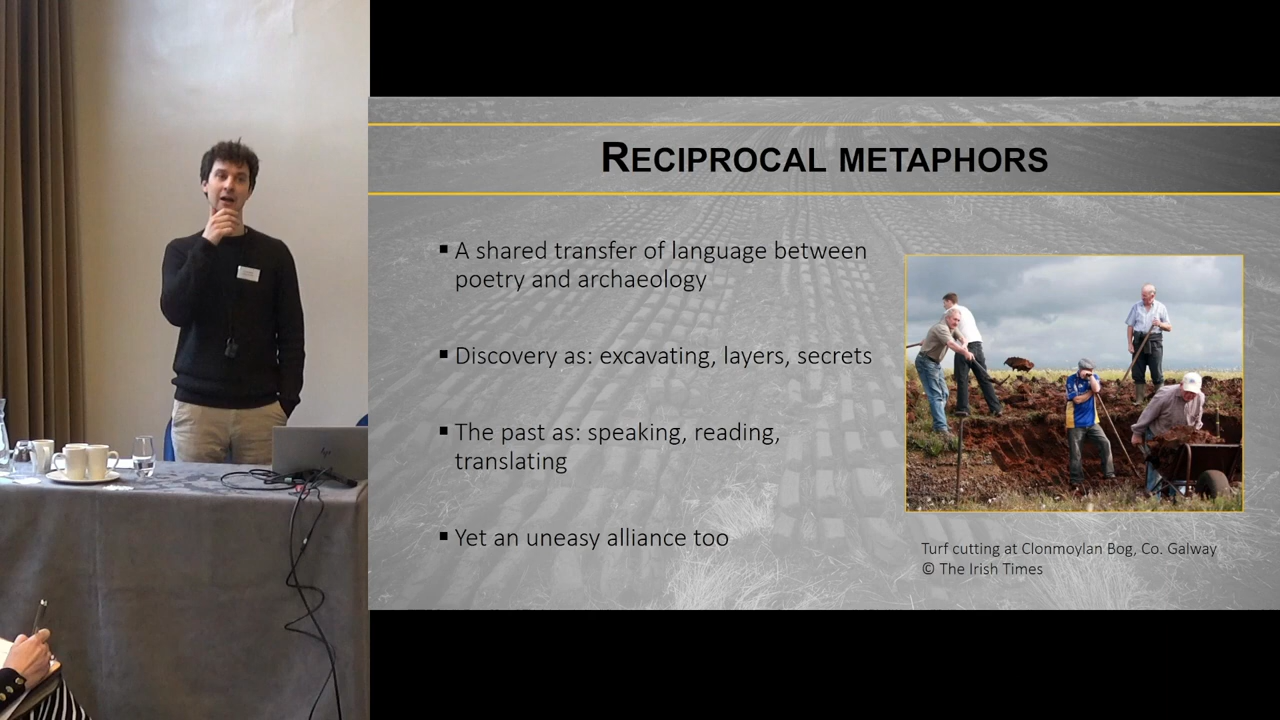 RECIPROCAL METAPHORS
▪ A shared transfer of language between
poetry and archaeology
▪ Discovery as: excavating, layers, secrets
▪ The past as: speaking, reading,
translating
▪ Yet an uneasy alliance too
Turf cutting at Clonmoylan Bog, Co. Galway
© The Irish Times
hp